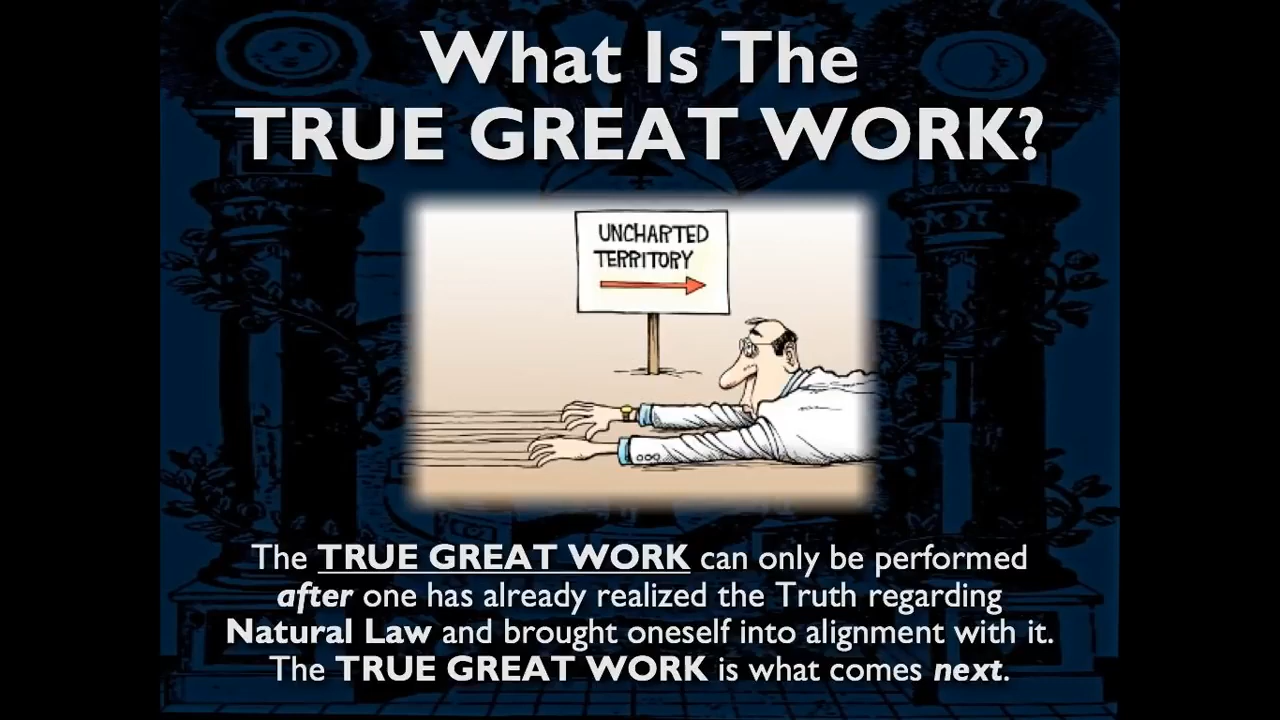 What Is The
TRUE GREAT WORK?
UNCHARTED
TERRITORY
The TRUE GREAT WORK can only be performed
after one has already realized the Truth regarding
Natural Law and brought oneself into alignment with it.
The TRUE GREAT WORK is what comes next.